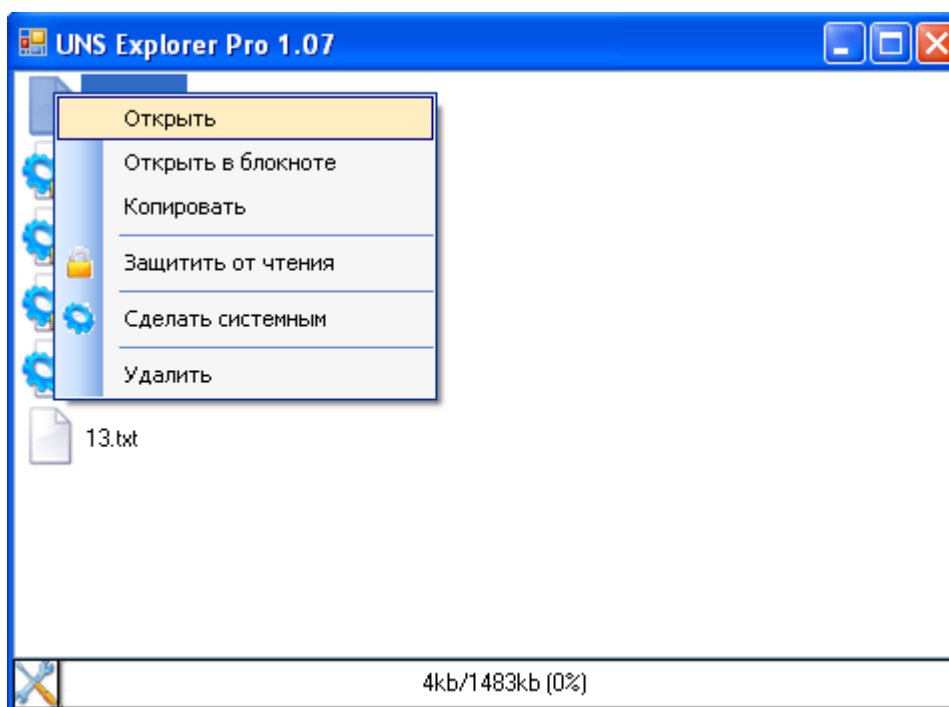 UNS Explorer Pro 1.07
Открыть
Открыть в блокноте
Копировать
Защитить от чтения
Сделать системным
Удалить
13.txt
4kb/1483kb (0%)